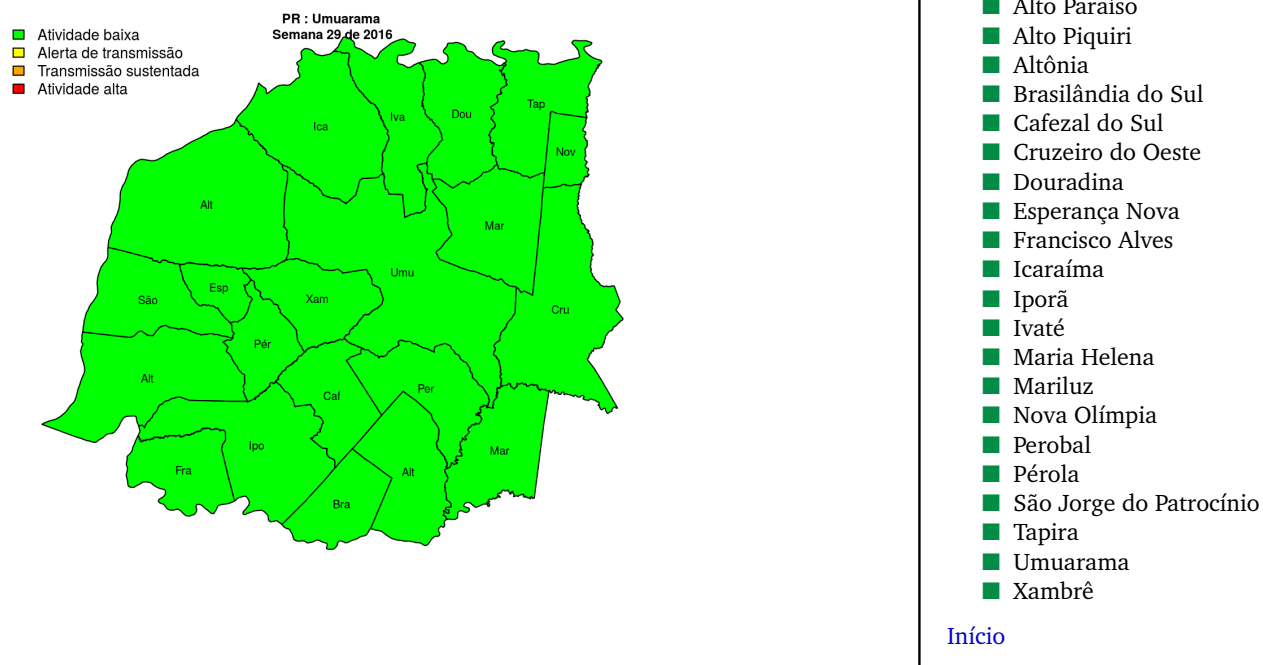 PR : Umuarama
Semana 29 de 2016
Atividade baixa
Alerta de transmissão
Transmissão sustentada
Atividade alta
Ica
Iva
Dou
Tap
Nov
Alt
Mar
Umu
São
Esp
Xam
Cru
Pér
Alt
Caf
Per
Ipo
Mar
Fra
Alt
Bra
Alto Paraíso
Alto Piquiri
Altônia
Brasilândia do Sul
Cafezal do Sul
Cruzeiro do Oeste
Douradina
Esperança Nova
Francisco Alves
Icaraíma
Iporã
Ivaté
Maria Helena
Mariluz
Nova Olímpia
Perobal
Pérola
São Jorge do Patrocínio
Tapira
Umuarama
Xambrê
Início